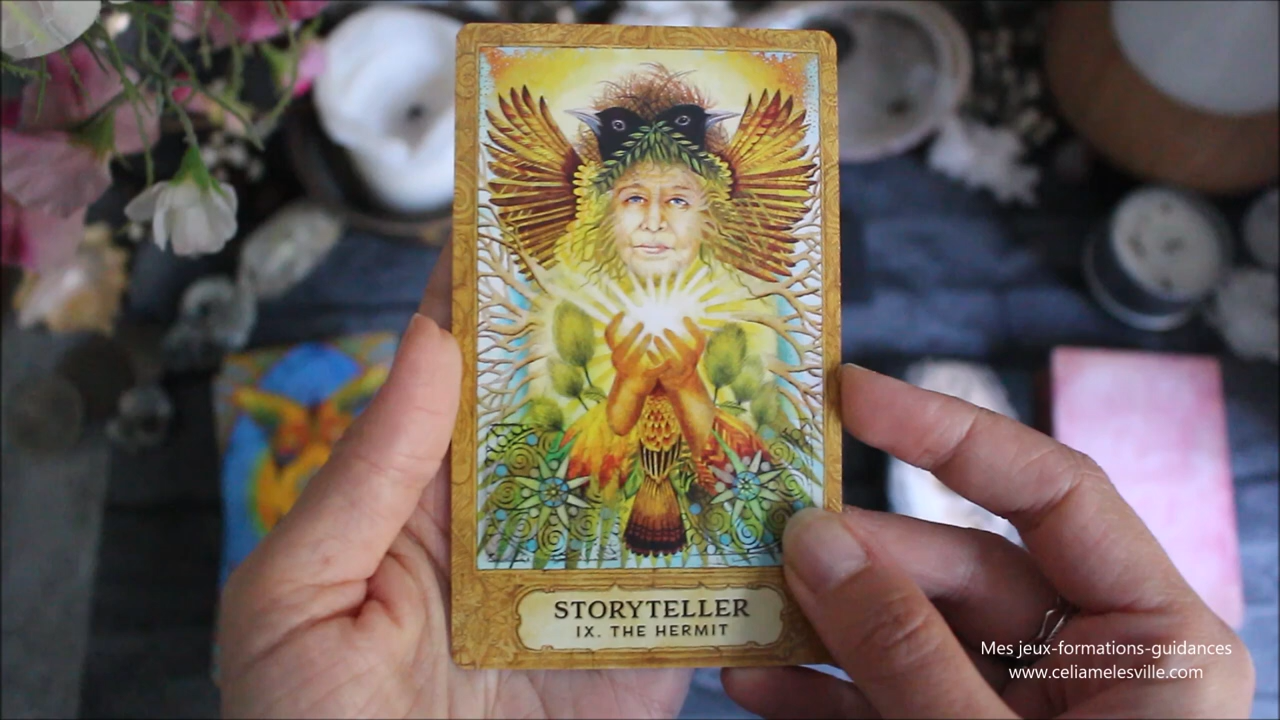 STORYTELLER
IX. THE HERMIT
Mes jeux-formations-guidances
www.celiamelesville.com